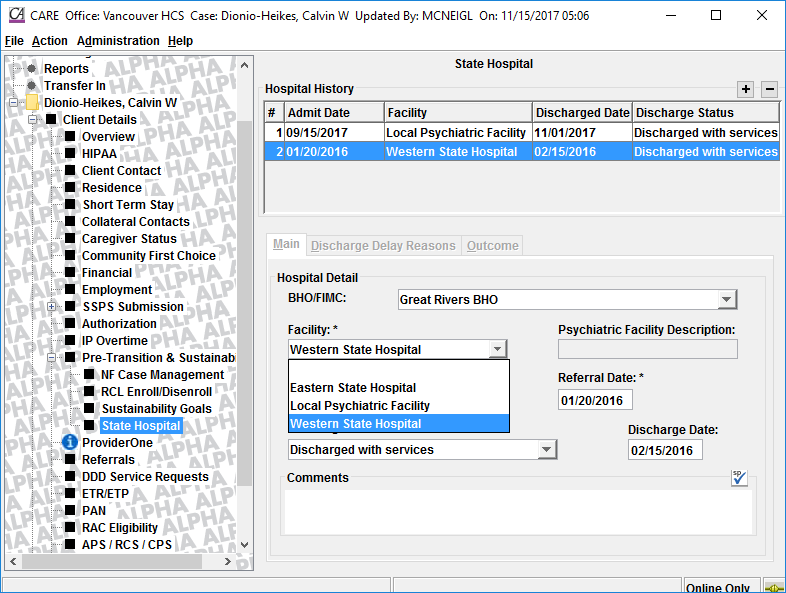 CARE Office: Vancouver HCS Case: Dionio-Heikes, Calvin W Updated By: MCNEIGL On: 11/15/2017 05:06
File Action Administration Help
Reports
Transfer In
Dionio-Heikes, Calvin W
Client Details
Overview
HIPAA
Client Contact
Residence
Short Term Stay
Collateral Contacts
Caregiver Status
Community First Choice
Financial
Employment
SSPS Submission
Authorization
IP Overtime
Pre-Transition & Sustainab
NF Case Management
RCL Enroll/Disenroll
Sustainability Goals
State Hospital
ProviderOne
Referrals
DDD Service Requests
ETR/ETP
PAN
RAC Eligibility
APS / RCS / CPS
State Hospital
Hospital History
# Admit Date Facility Discharged Date Discharge Status
1 09/15/2017 Local Psychiatric Facility 11/01/2017 Discharged with services
2 01/20/2016 Western State Hospital 02/15/2016 Discharged with services
Main Discharge Delay Reasons Outcome
Hospital Detail
BHO/FIMC: Great Rivers BHO
Facility: * Psychiatric Facility Description:
Western State Hospital
Eastern State Hospital
Local Psychiatric Facility
Western State Hospital
Referral Date: *
01/20/2016
Discharge Date:
Discharged with services 02/15/2016
Comments
Online Only